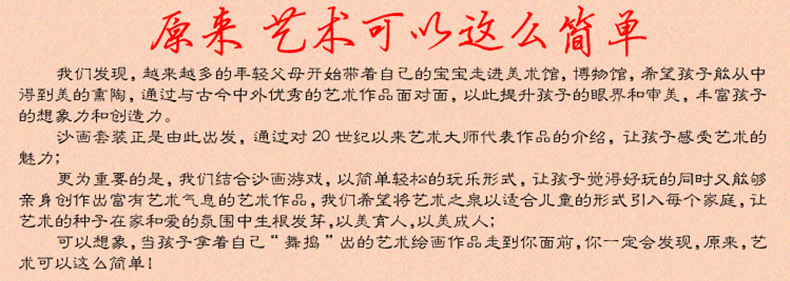 原来 艺术可以这么简单
我们发现，越来越多的年轻父母开始带着自己的宝宝走进美术馆，博物馆，希望孩子能从中
得到美的熏陶，通过与古今中外优秀的艺术作品面对面，以此提升孩子的眼界和审美，丰富孩子
的想象力和创造力。
沙画套装正是由此出发，通过对 20 世纪以来艺术大师代表作品的介绍，让孩子感受艺术的
魅力；
更为重要的是，我们结合沙画游戏，以简单轻松的玩乐形式，让孩子觉得好玩的同时又能够
亲身创作出富有艺术气息的艺术作品，我们希望将艺术之泉以适合儿童的形式引入每个家庭，让
艺术的种子在家和爱的氛围中生根发芽，以美育人，以美成人；
可以想象，当孩子拿着自己“舞捣”出的艺术绘画作品走到你面前，你一定会发现，原来，艺
术可以这么简单！